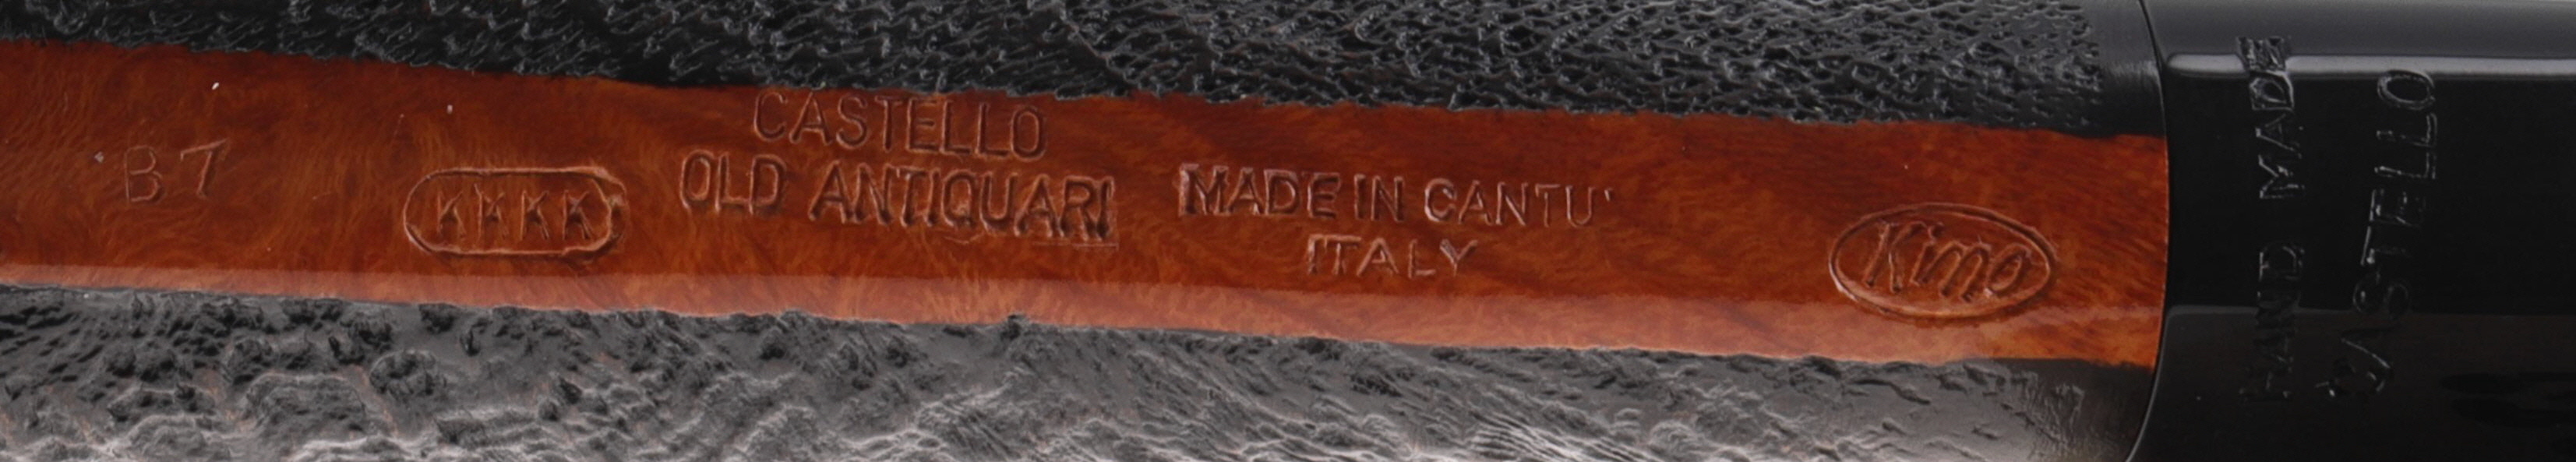 B7
KKKK
CASTELLO
OLD ANTIQUARI
MADE IN CANTU'
ITALY
Kino
HAND MADE
CASTELLO